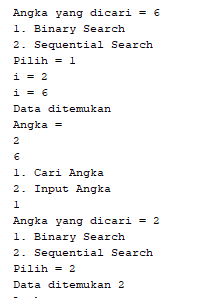 Angka yang dicari = 6
1. Binary Search
2. Sequential Search
Pilih = 1
i = 2
i = 6
Data ditemukan
Angka =
2
6
1. Cari Angka
2. Input Angka
1
Angka yang dicari = 2
1. Binary Search
2. Sequential Search
Pilih = 2
Data ditemukan 2